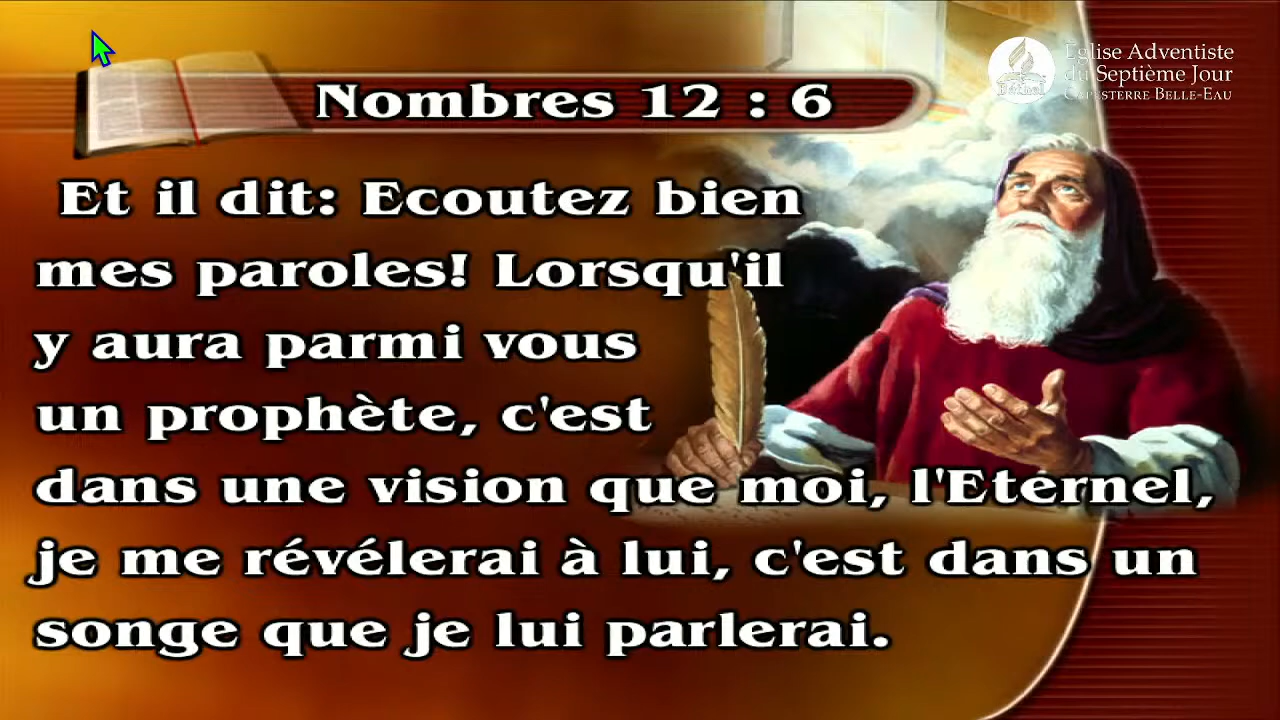 Nombres 12 : 6
Eglise Adventiste
du Septième Jour
Capesterre Belle-Eau
Béthel
Et il dit: Ecoutez bien
mes paroles! Lorsqu'il
y aura parmi vous
un prophète, c'est
dans une vision que moi, l'Eternel,
je me révélerai à lui, c'est dans un
songe que je lui parlerai.